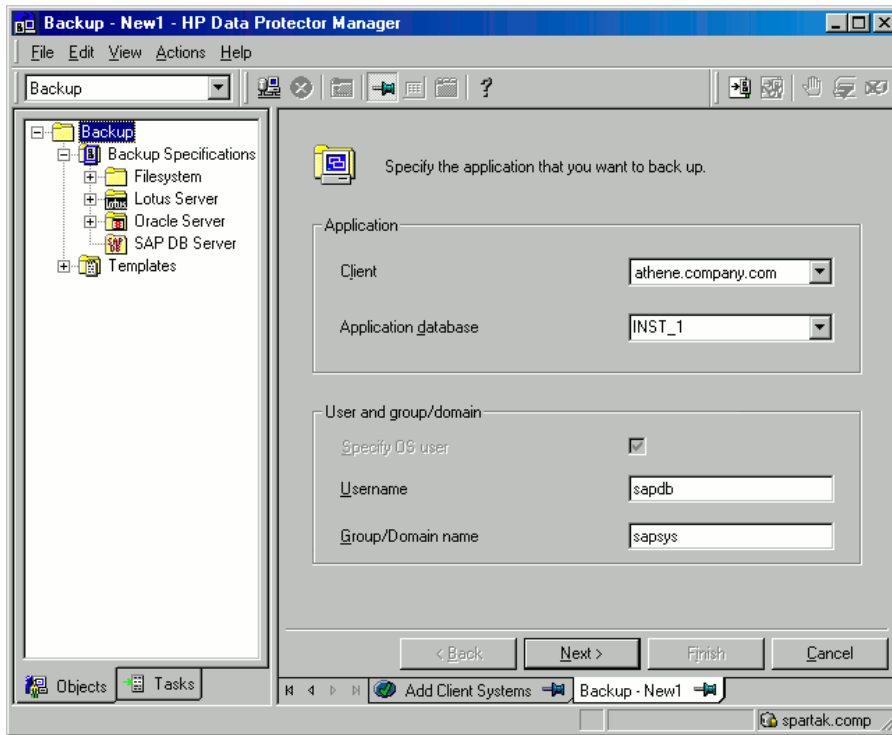 Backup - New1 - HP Data Protector Manager
File Edit View Actions Help
Backup
?
Backup
Backup Specifications
Filesystem
Lotus Server
Oracle Server
SAP DB Server
Templates
Specify the application that you want to back up.
Application
Client
athene.company.com
Application database
INST_1
User and group/domain
Specify OS user
Username
sapdb
Group/Domain name
sapsys
< Back
Next >
Finish
Cancel
Objects
Tasks
Add Client Systems
Backup - New1
spartak.comp